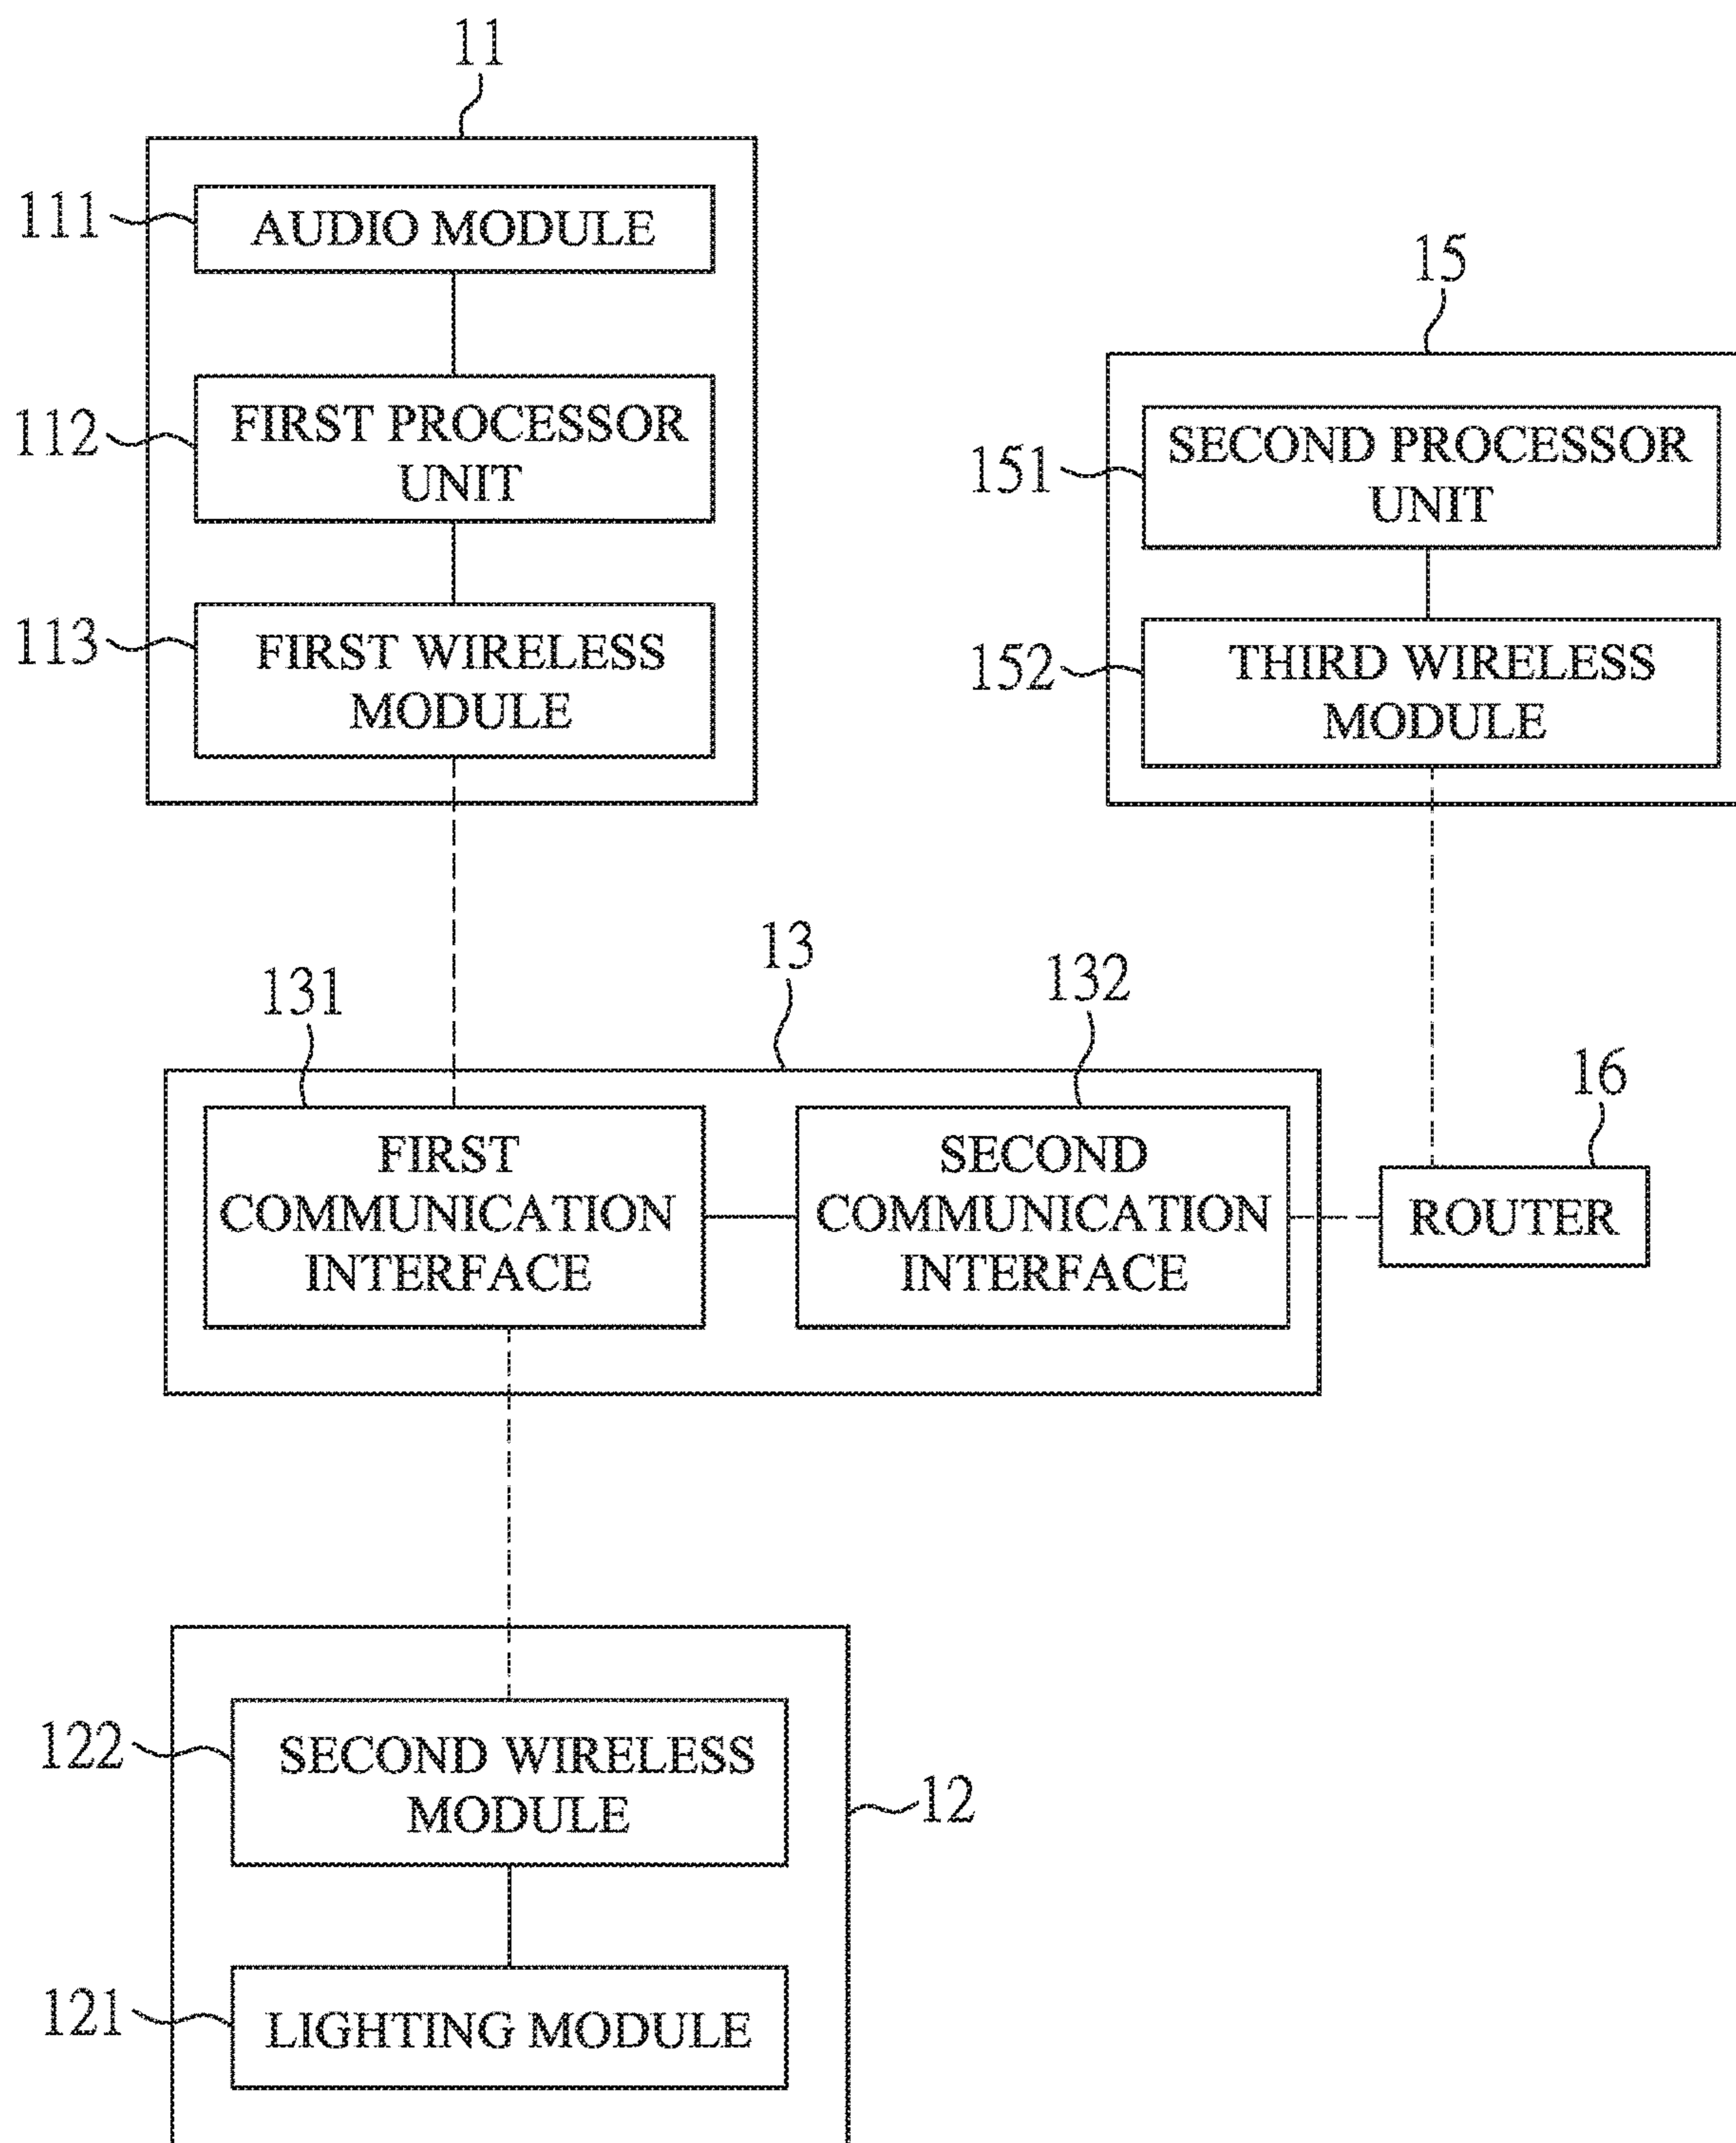 11
111
AUDIO MODULE
112
FIRST PROCESSOR
UNIT
113
FIRST WIRELESS
MODULE
15
151
SECOND PROCESSOR
UNIT
152
THIRD WIRELESS
MODULE
13
131
132
16
FIRST
COMMUNICATION
INTERFACE
SECOND
COMMUNICATION
INTERFACE
ROUTER
122
SECOND WIRELESS
MODULE
12
121
LIGHTING MODULE